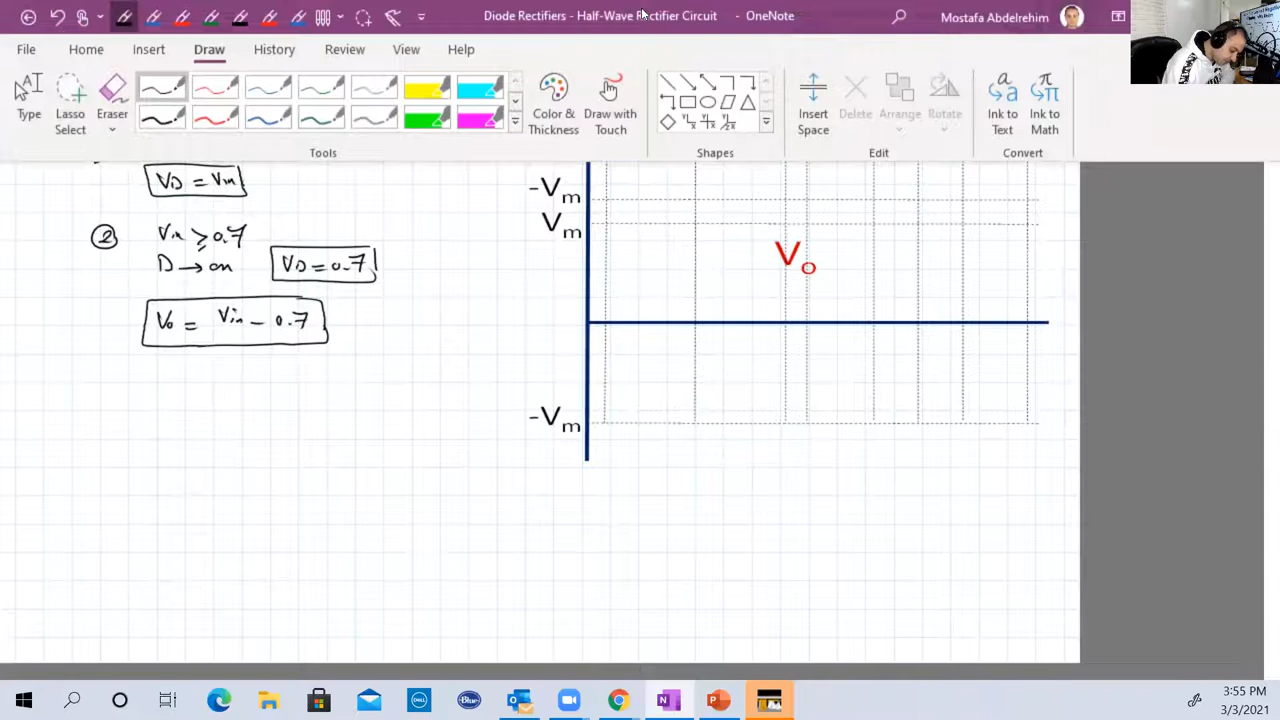 Diode Rectifiers - Half-Wave Rectifier Circuit - OneNote
Mostafa Abdelrehim
File Home Insert Draw History Review View Help
Type
Lasso Select
Eraser
Color & Thickness
Draw with Touch
Insert Space
Delete
Arrange
Rotate
Ink to Text
Ink to Math
Tools
Shapes
Edit
Convert
VD = Vin
② Vin ≥ 0.7
D → on
VD = 0.7
Vo = Vin - 0.7
-Vm
Vm
Vo
-Vm
3:55 PM
3/3/2021